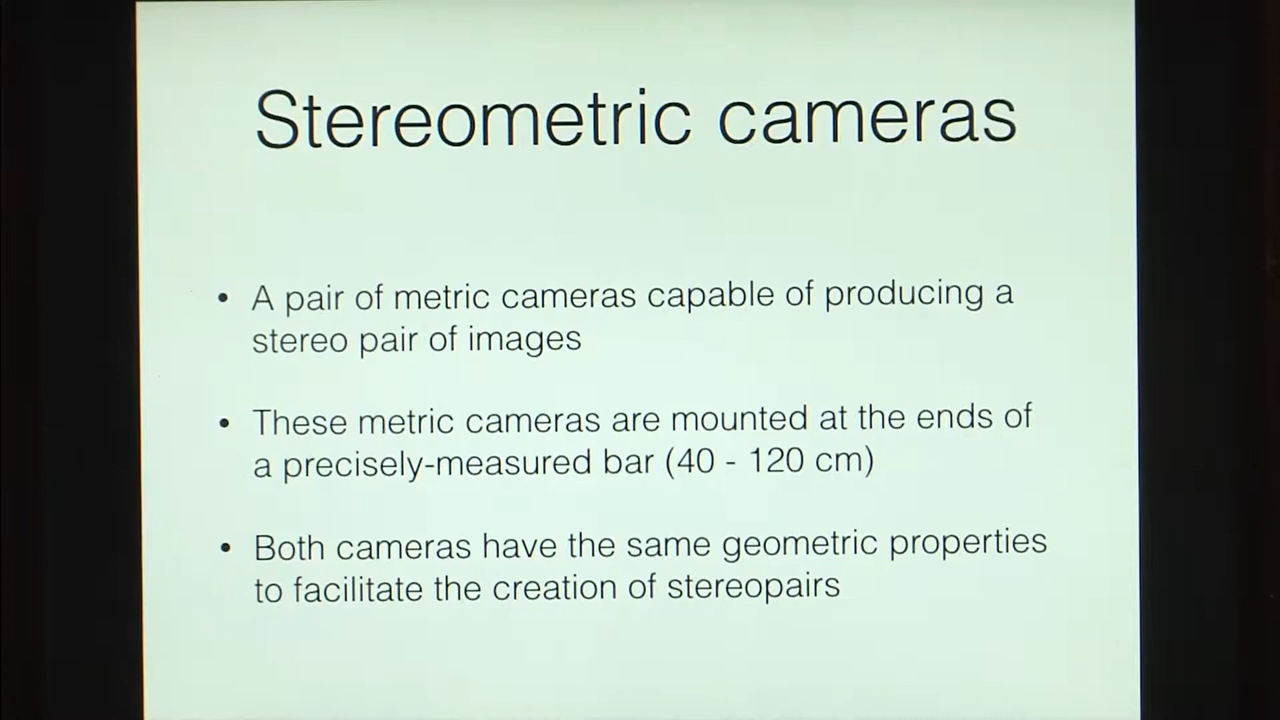 Stereometric cameras
• A pair of metric cameras capable of producing a
stereo pair of images
• These metric cameras are mounted at the ends of
a precisely-measured bar (40 - 120 cm)
• Both cameras have the same geometric properties
to facilitate the creation of stereopairs